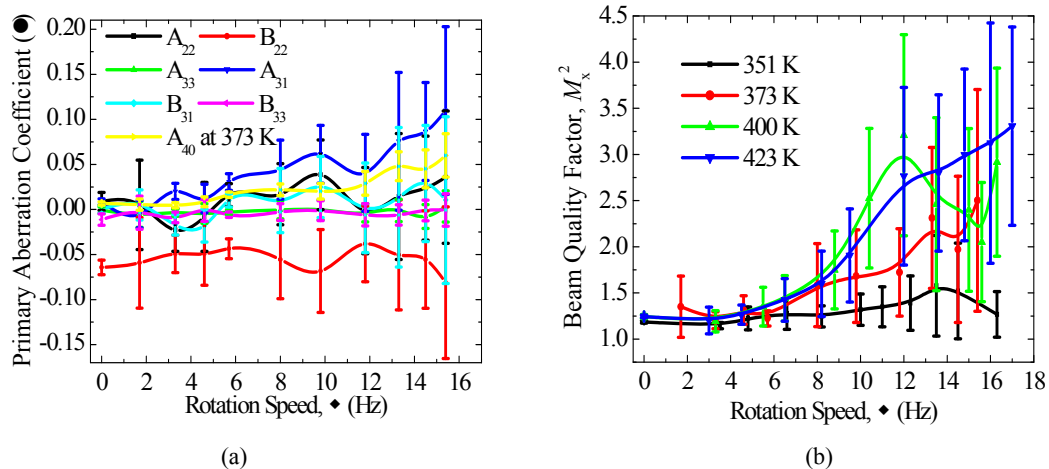 Primary Aberration Coefficient (●)
0.20
0.15
0.10
0.05
0.00
-0.05
-0.10
-0.15
A22 B22
A33 A31
B31 B33
A40 at 373 K
0 2 4 6 8 10 12 14 16
Rotation Speed, ◆ (Hz)
(a)
Beam Quality Factor, Mx2
4.5
4.0
3.5
3.0
2.5
2.0
1.5
1.0
351 K
373 K
400 K
423 K
0 2 4 6 8 10 12 14 16 18
Rotation Speed, ◆ (Hz)
(b)